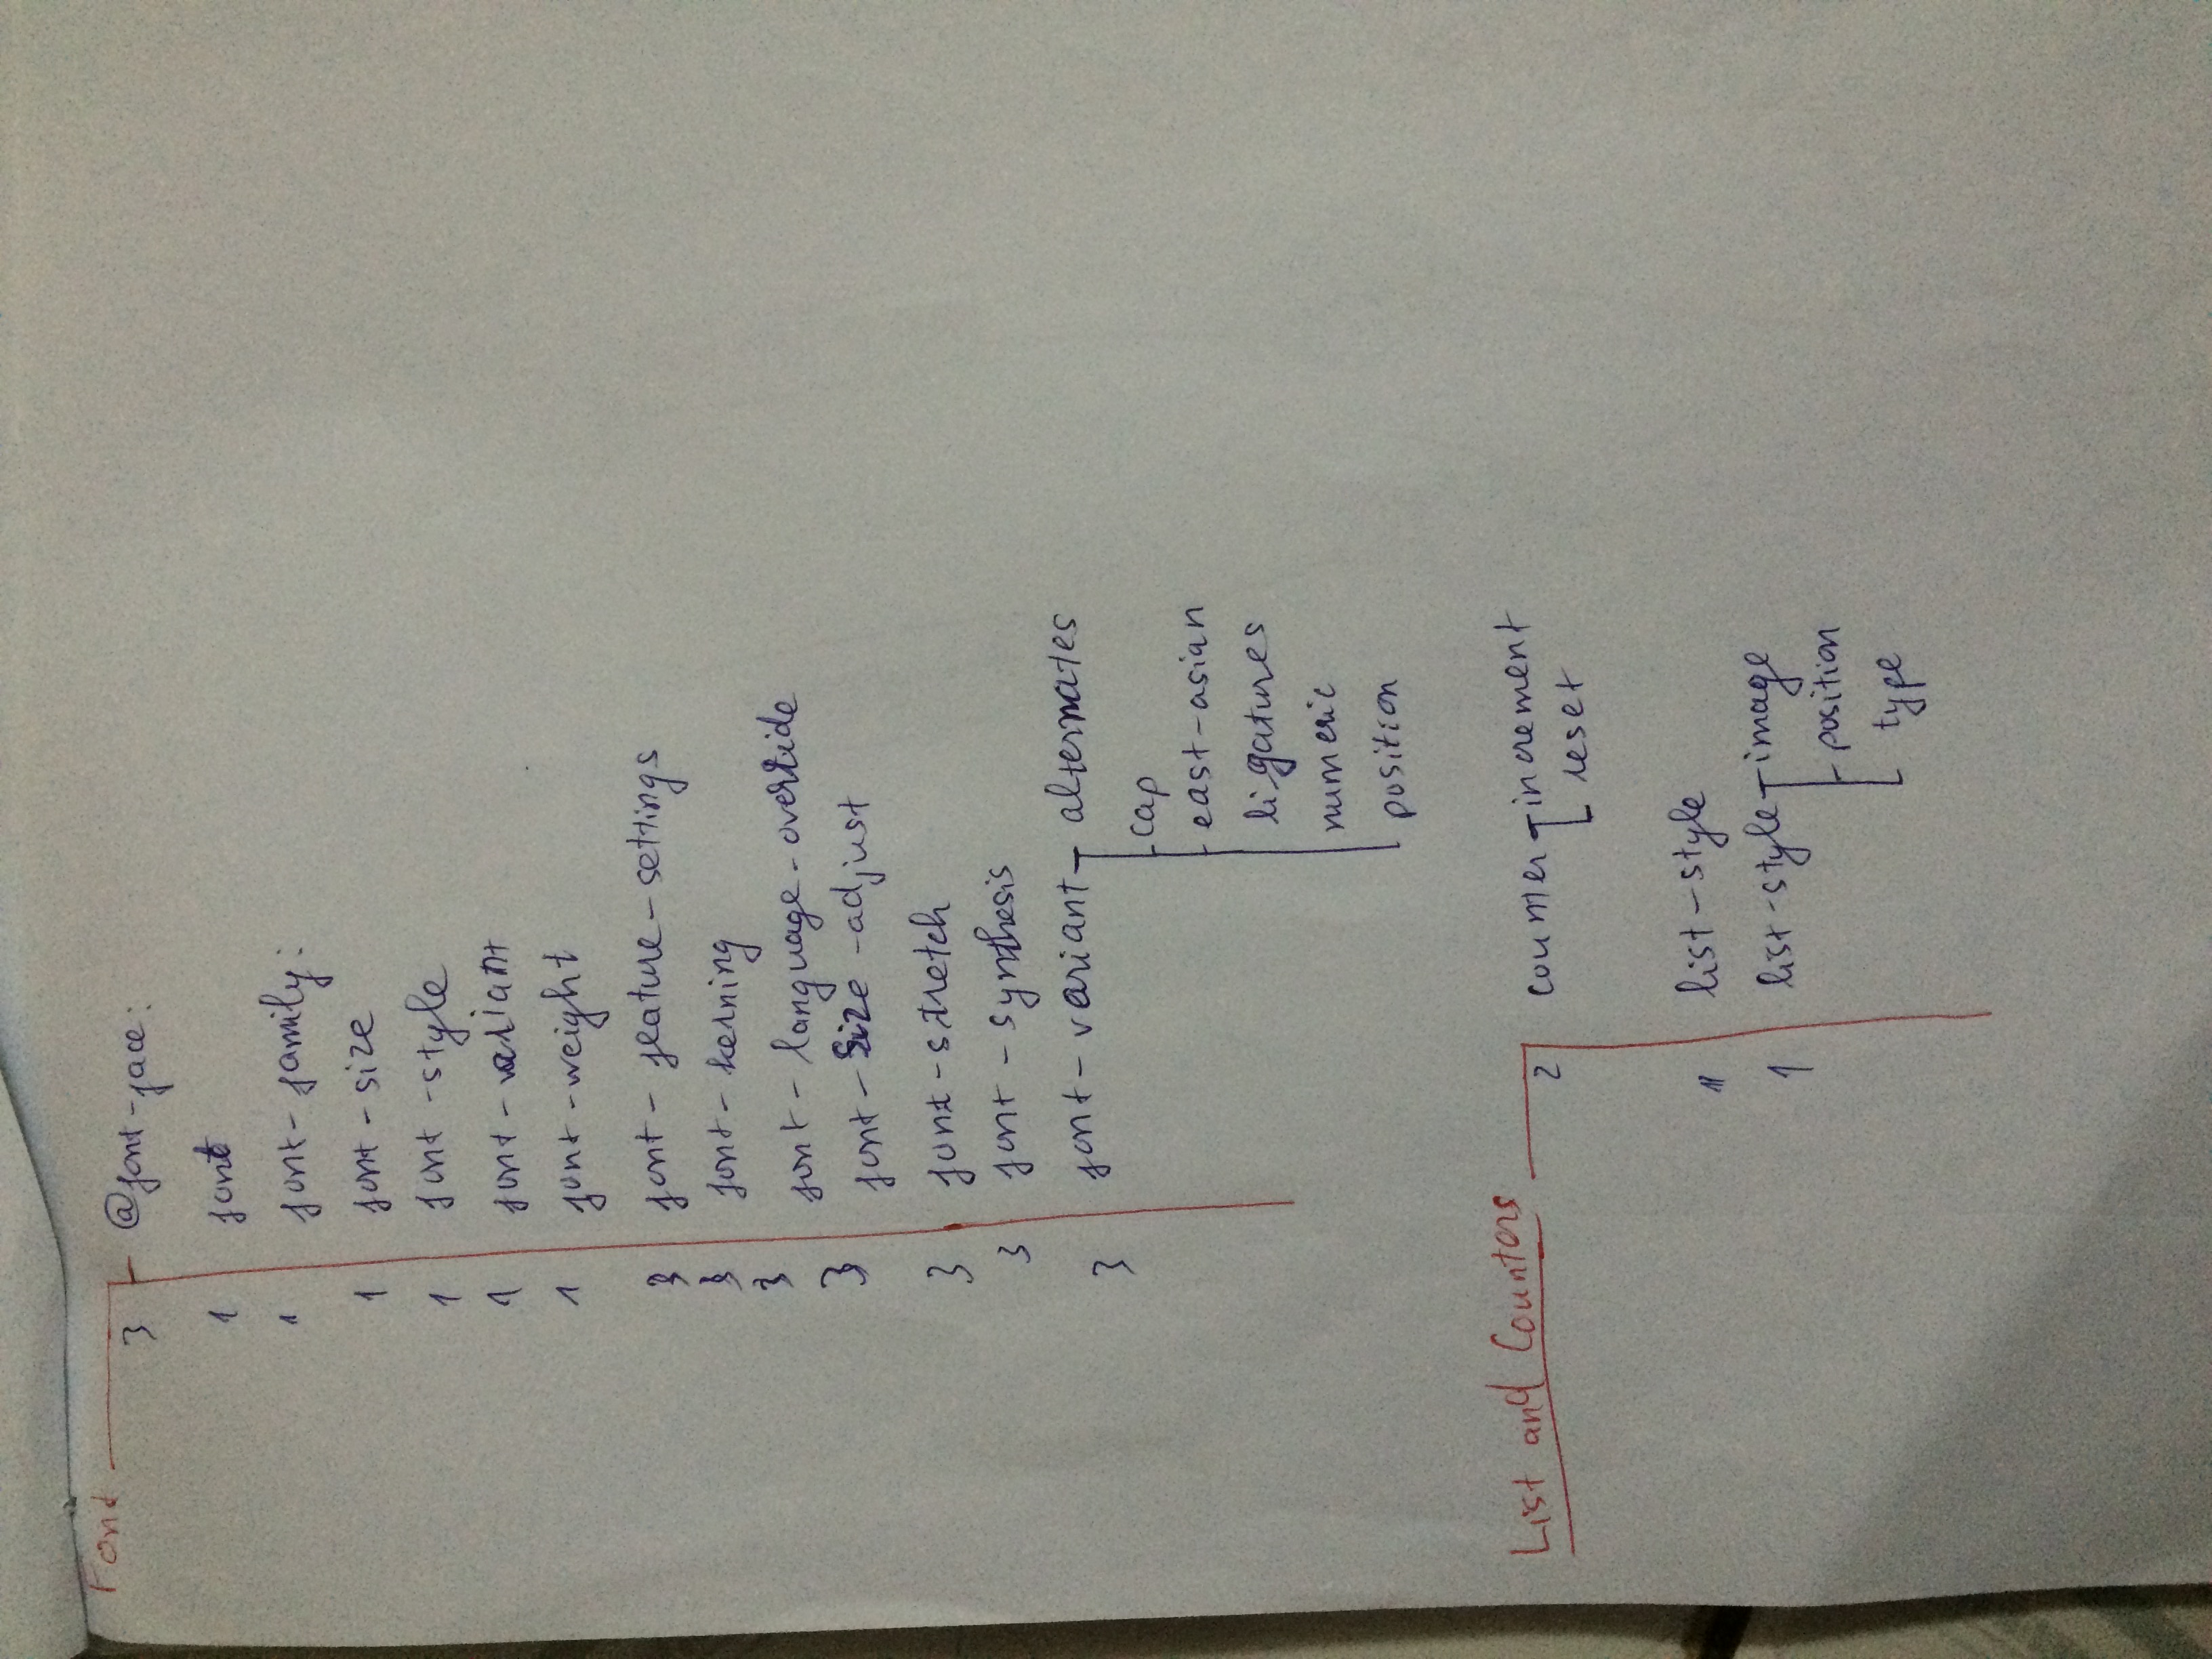 Font
3 @font-face:
1 font
1 font-family:
1 font-size
1 font-style
1 font-variant
1 font-weight
3 font-feature-settings
3 font-kerning
3 font-language-override
3 font-size-adjust
3 font-stretch
3 font-synthesis
3 font-variant-alternates
cap
east-asian
ligatures
numeric
position
List and Counters
2 counter-increment
reset
1 list-style
1 list-style-image
position
type